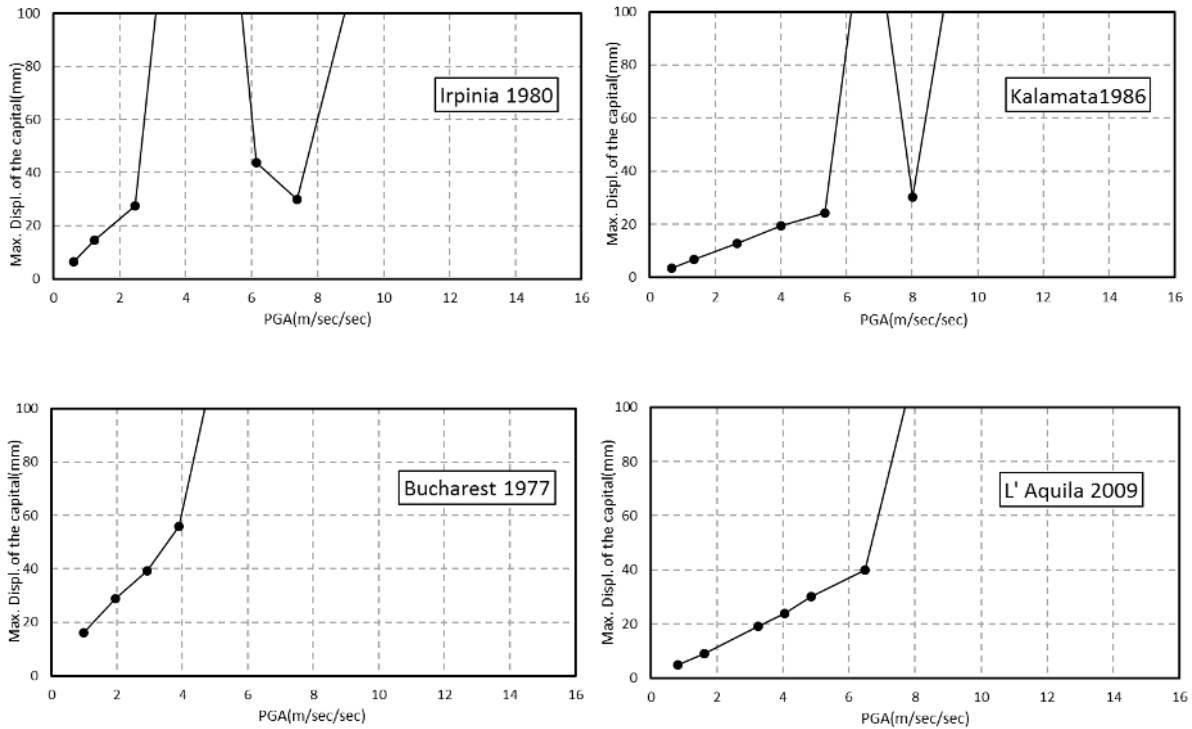 100
80
60
40
20
0
Max. Displ. of the capital(mm)
Irpinia 1980
0 2 4 6 8 10 12 14 16
PGA(m/sec/sec)
100
80
60
40
20
0
Max. Displ. of the capital(mm)
Kalamata1986
0 2 4 6 8 10 12 14 16
PGA(m/sec/sec)
100
80
60
40
20
0
Max. Displ. of the capital(mm)
Bucharest 1977
0 2 4 6 8 10 12 14 16
PGA(m/sec/sec)
100
80
60
40
20
0
Max. Displ. of the capital(mm)
L' Aquila 2009
0 2 4 6 8 10 12 14 16
PGA(m/sec/sec)